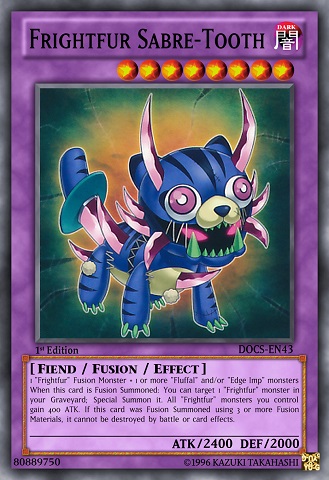 FRIGHTFUR SABRE-TOOTH
DARK
闇
1st Edition
DOCS-EN43
[FIEND / FUSION / EFFECT]
1 "Frightfur" Fusion Monster + 1 or more "Fluffal" and/or "Edge Imp" monsters
When this card is Fusion Summoned: You can target 1 "Frightfur" monster in
your Graveyard; Special Summon it. All "Frightfur" monsters you control
gain 400 ATK. If this card was Fusion Summoned using 3 or more Fusion
Materials, it cannot be destroyed by battle or card effects.
ATK/2400 DEF/2000
80889750
©1996 KAZUKI TAKAHASHI